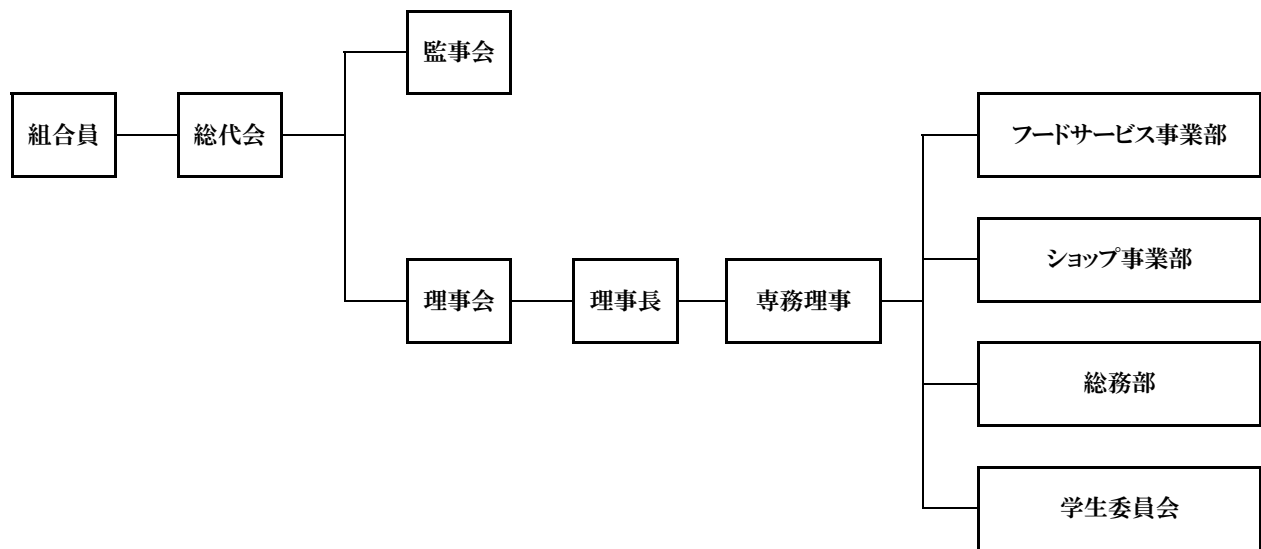 組合員
総代会
監事会
理事会
理事長
専務理事
フードサービス事業部
ショップ事業部
総務部
学生委員会